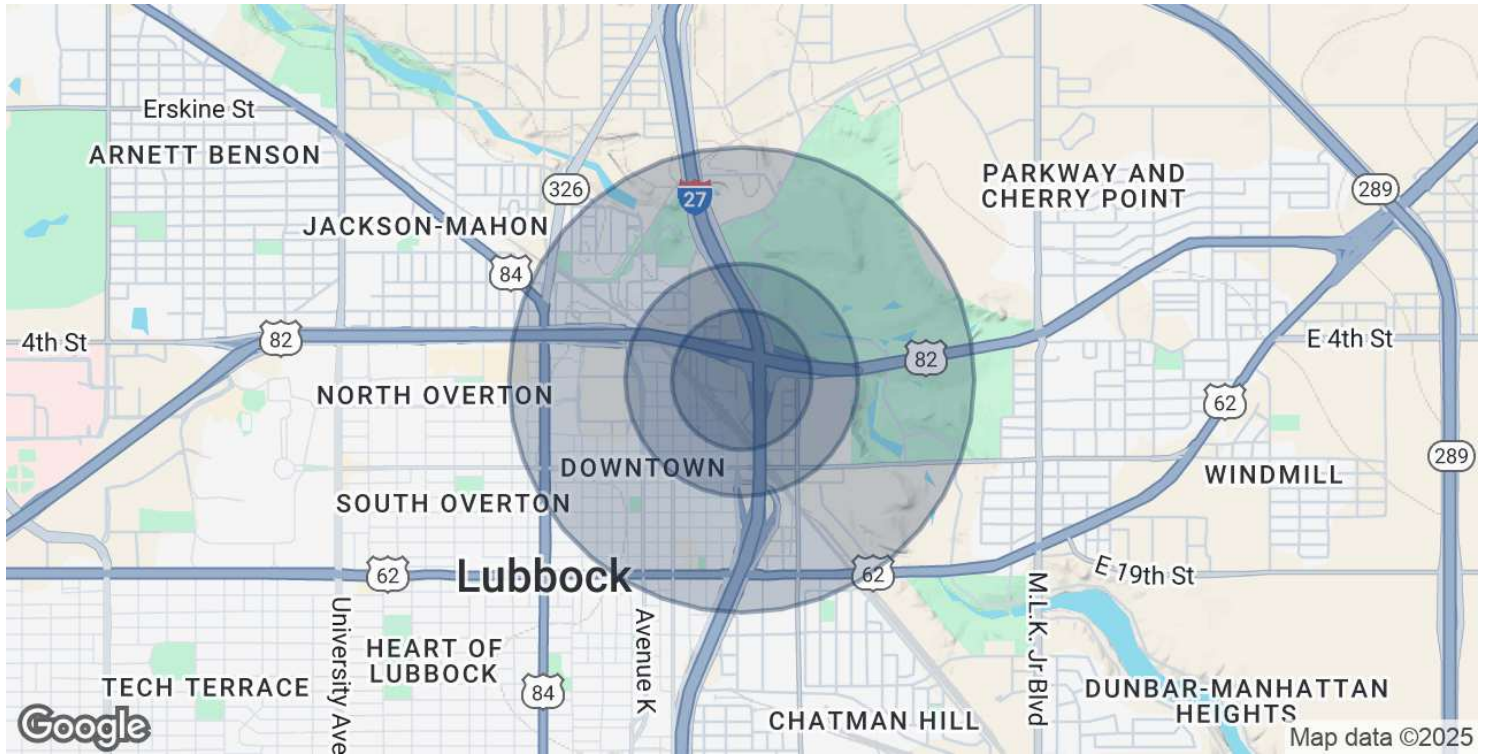 Erskine St
ARNETT BENSON
326
27
PARKWAY AND
CHERRY POINT
289
JACKSON-MAHON
84
4th St
82
82
E 4th St
NORTH OVERTON
62
DOWNTOWN
289
WINDMILL
SOUTH OVERTON
62
Lubbock
62
E 19th St
University Ave
HEART OF
LUBBOCK
Avenue K
M.L.K. Jr Blvd
TECH TERRACE
84
DUNBAR-MANHATTAN
HEIGHTS
CHATMAN HILL
Google
Map data ©2025